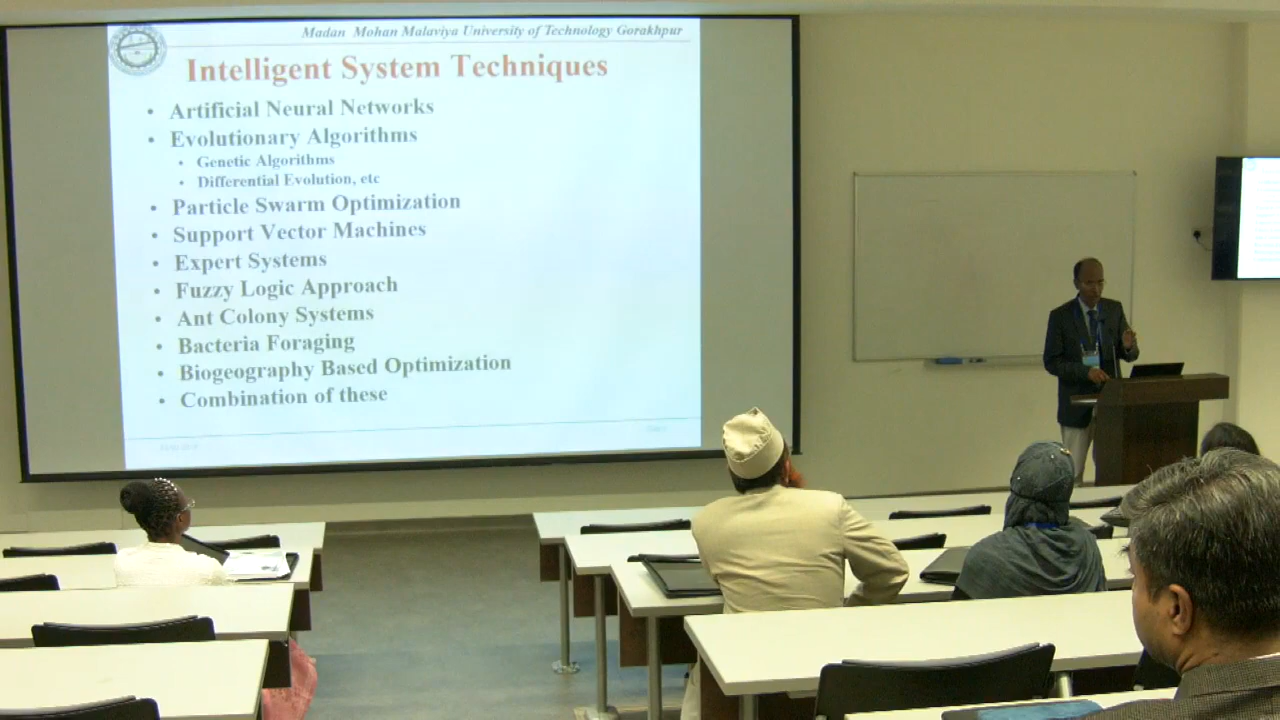 Madan Mohan Malaviya University of Technology Gorakhpur
Intelligent System Techniques
• Artificial Neural Networks
• Evolutionary Algorithms
• Genetic Algorithms
• Differential Evolution, etc
• Particle Swarm Optimization
• Support Vector Machines
• Expert Systems
• Fuzzy Logic Approach
• Ant Colony Systems
• Bacteria Foraging
• Biogeography Based Optimization
• Combination of these